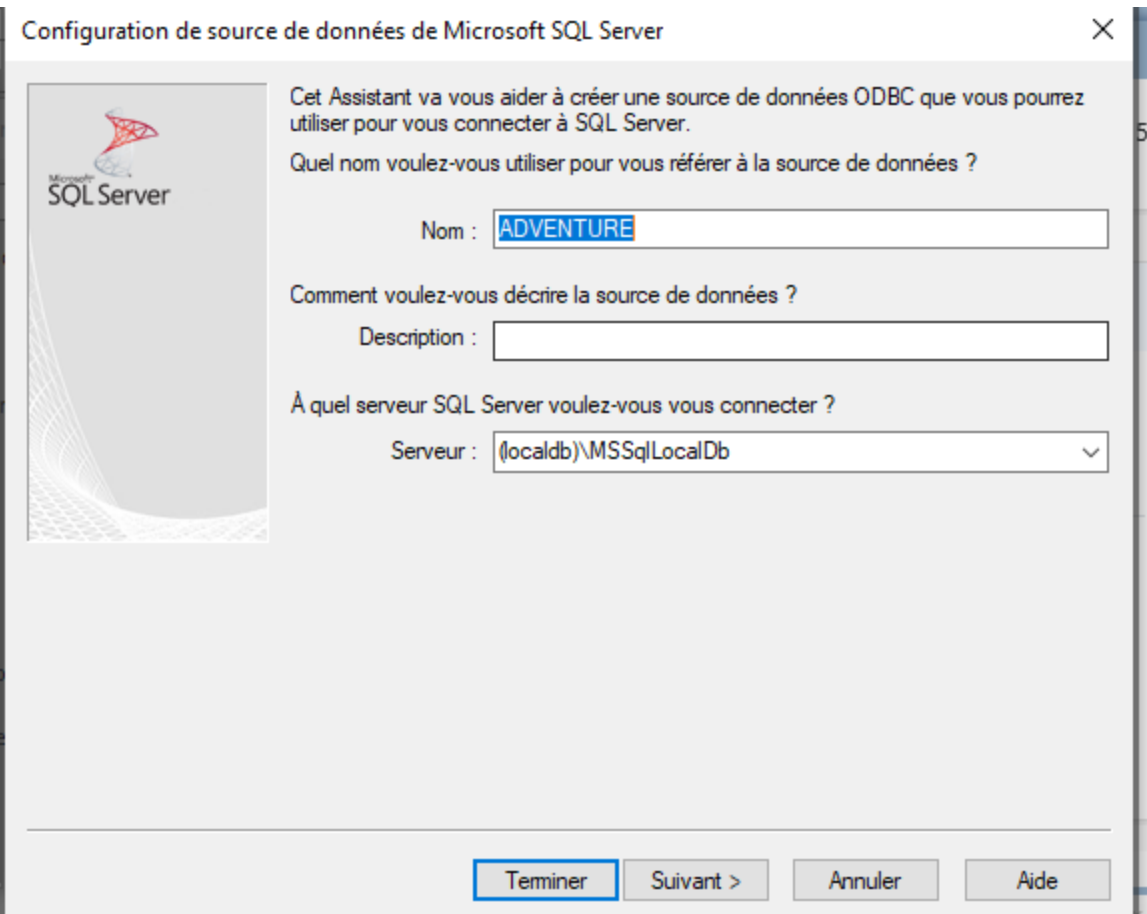 Configuration de source de données de Microsoft SQL Server
Microsoft®
SQL Server
Cet Assistant va vous aider à créer une source de données ODBC que vous pourrez
utiliser pour vous connecter à SQL Server.
Quel nom voulez-vous utiliser pour vous référer à la source de données ?
Nom : ADVENTURE
Comment voulez-vous décrire la source de données ?
Description :
À quel serveur SQL Server voulez-vous vous connecter ?
Serveur : (localdb)\MSSqlLocalDb
Terminer Suivant > Annuler Aide